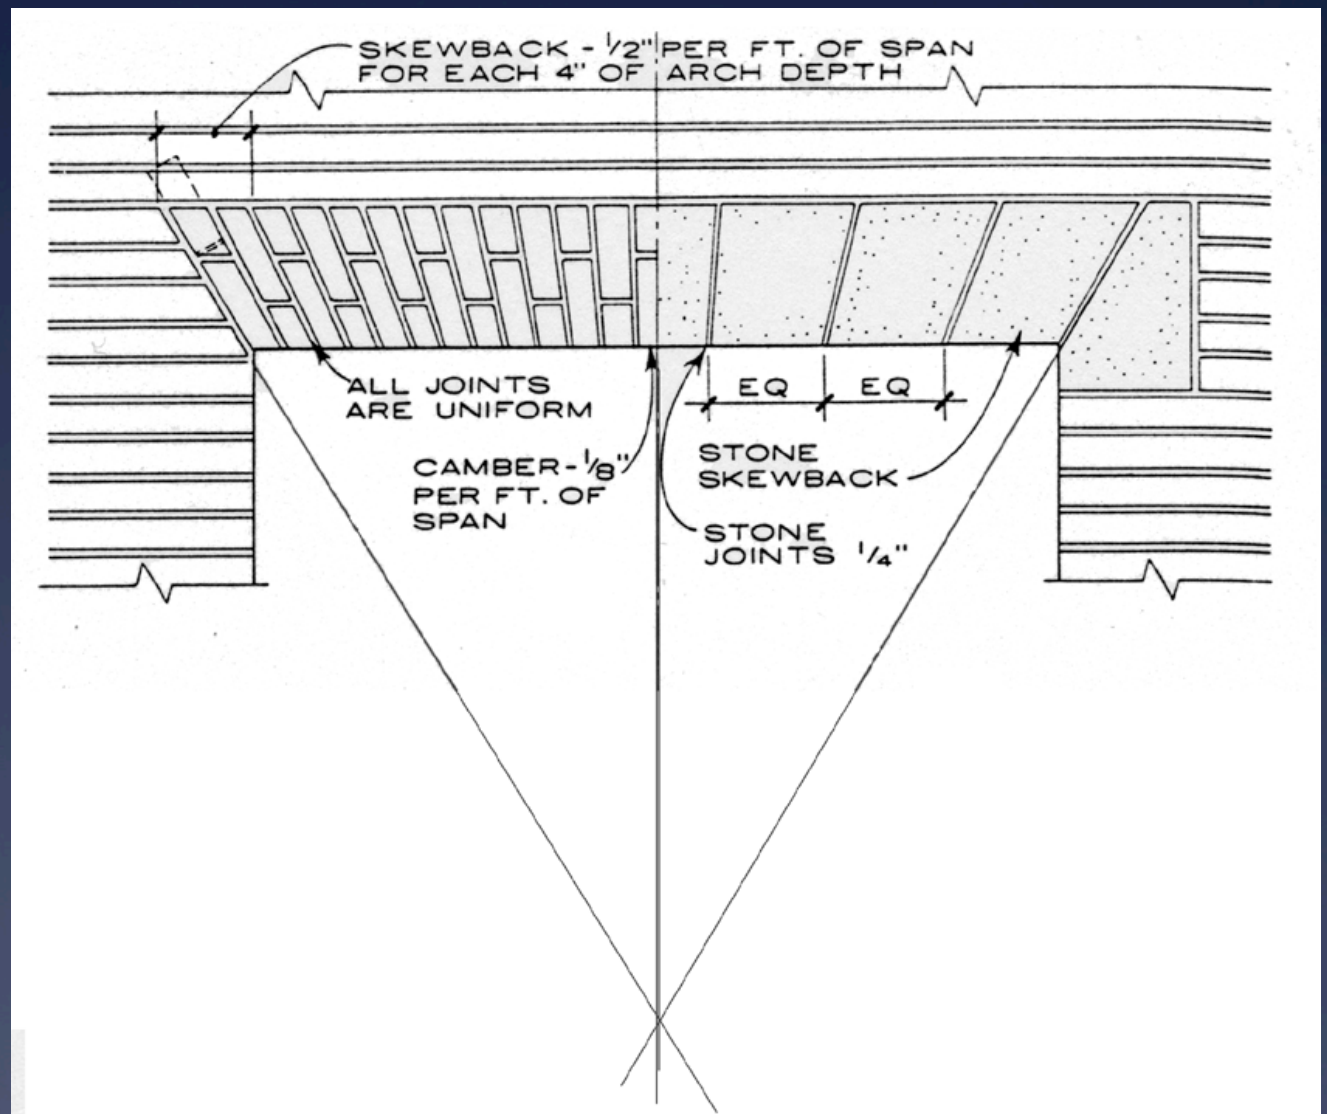 SKEWBACK - 1/2" PER FT. OF SPAN
FOR EACH 4" OF ARCH DEPTH
ALL JOINTS
ARE UNIFORM
EQ
EQ
CAMBER - 1/8"
PER FT. OF
SPAN
STONE
SKEWBACK
STONE
JOINTS 1/4"